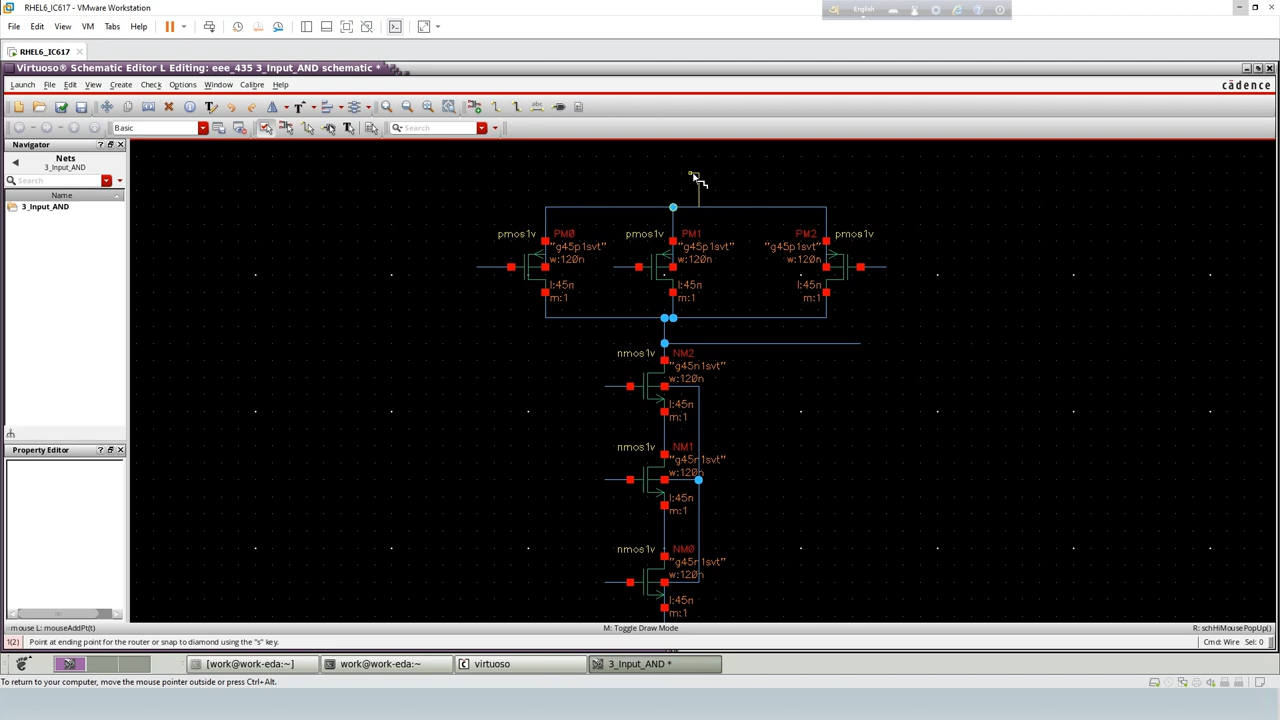 RHEL6_IC617 - VMware Workstation
English
File Edit View VM Tabs Help
RHEL6_IC617
Virtuoso® Schematic Editor L Editing: eee_435 3_Input_AND schematic *
Launch File Edit View Create Check Options Window Calibre Help
cādence
Basic
Search
Navigator
Nets
3_Input_AND
Search
Name
3_Input_AND
pmos1v PM0
"g45p1svt"
w:120n
l:45n
m:1
pmos1v PM1
"g45p1svt"
w:120n
l:45n
m:1
PM2 pmos1v
"g45p1svt"
w:120n
l:45n
m:1
nmos1v NM2
"g45n1svt"
w:120n
l:45n
m:1
nmos1v NM1
"g45n1svt"
w:120n
l:45n
m:1
nmos1v NM0
"g45n1svt"
w:120n
l:45n
m:1
Property Editor
mouse L: mouseAddPt(t)
M: Toggle Draw Mode
R: schHiMousePopUp()
1(2) Point at ending point for the router or snap to diamond using the "s" key.
Cmd: Wire Sel: 0
[work@work-eda:~]
work@work-eda:~
virtuoso
3_Input_AND *
To return to your computer, move the mouse pointer outside or press Ctrl+Alt.